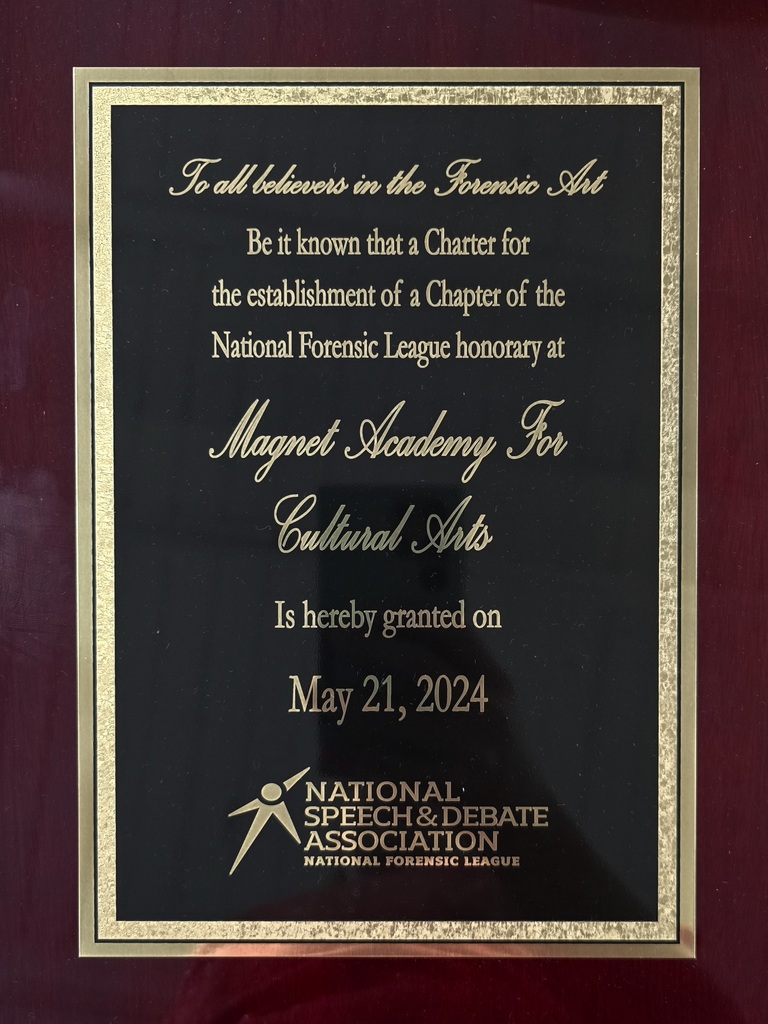 To all believers in the Forensic Art
Be it known that a Charter for
the establishment of a Chapter of the
National Forensic League honorary at
Magnet Academy For
Cultural Arts
Is hereby granted on
May 21, 2024
NATIONAL
SPEECH & DEBATE
ASSOCIATION
NATIONAL FORENSIC LEAGUE